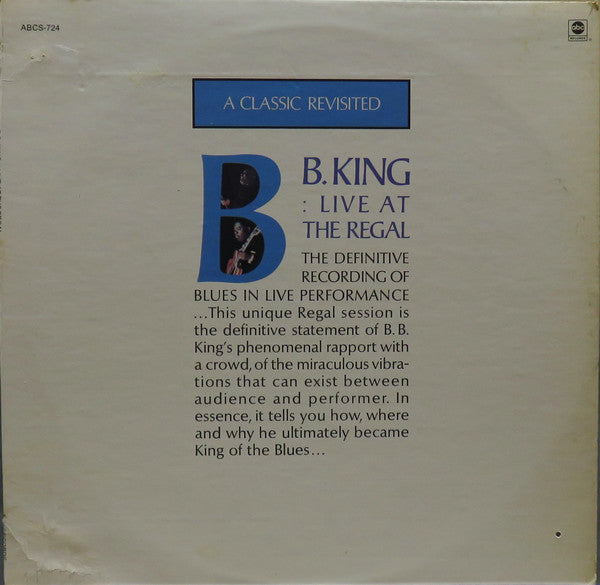 ABCS-724
abc
RECORDS
A CLASSIC REVISITED
B B. KING
: LIVE AT
THE REGAL
THE DEFINITIVE
RECORDING OF
BLUES IN LIVE PERFORMANCE
...This unique Regal session is
the definitive statement of B. B.
King's phenomenal rapport with
a crowd, of the miraculous vibra-
tions that can exist between
audience and performer. In
essence, it tells you how, where
and why he ultimately became
King of the Blues...